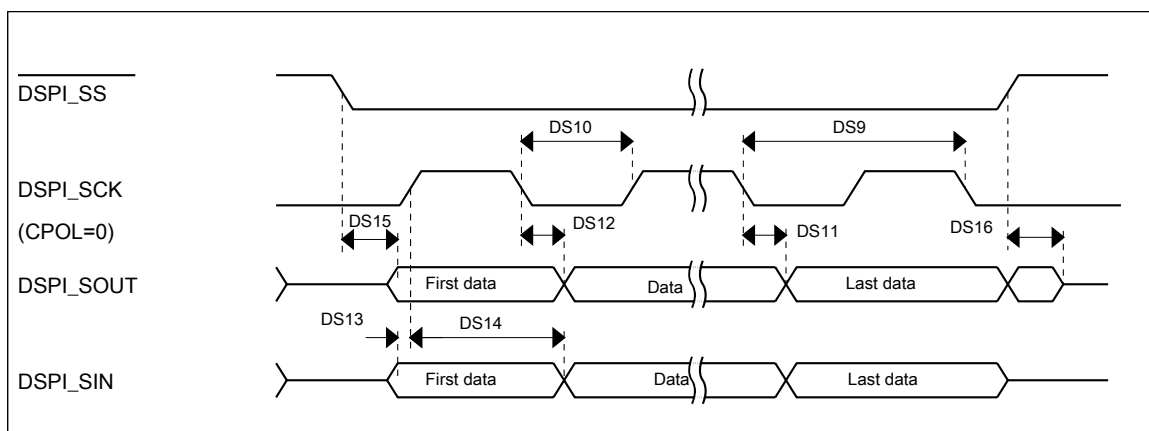 DSPI_SS
DS10
DS9
DSPI_SCK
(CPOL=0)
DS15
DS12
DS11
DS16
DSPI_SOUT
First data
Data
Last data
DS13
DS14
DSPI_SIN
First data
Data
Last data